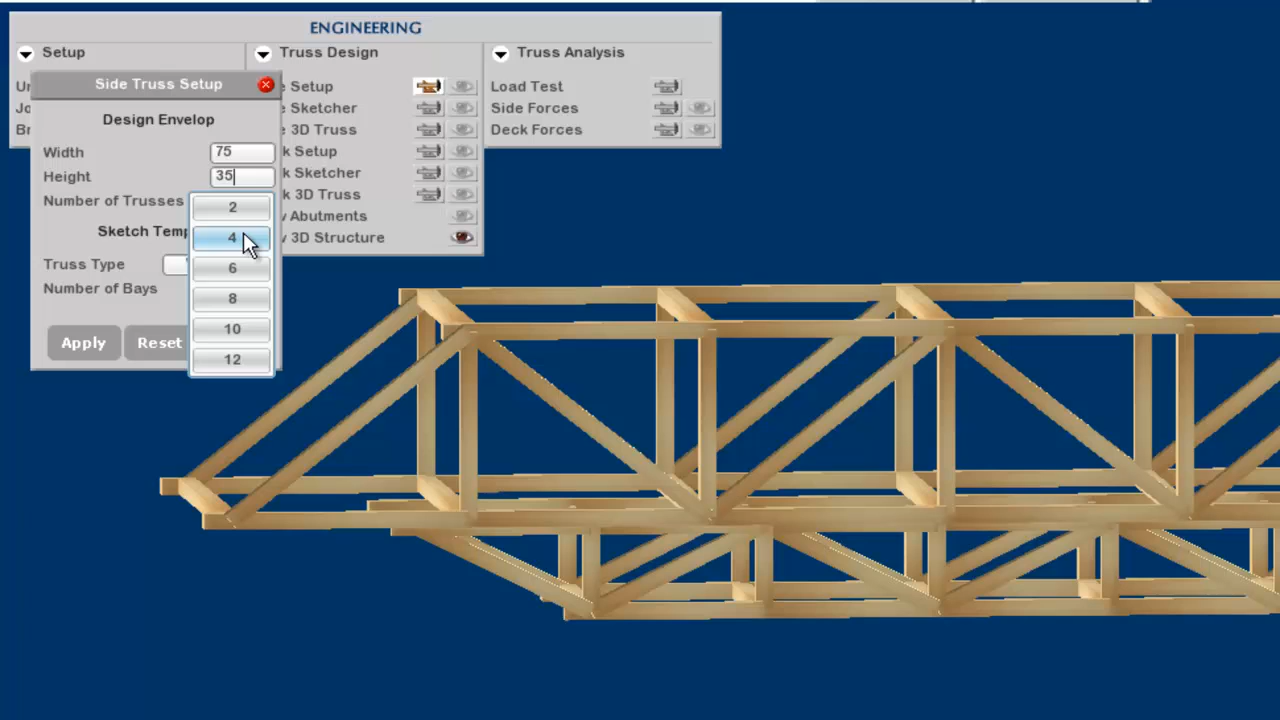 ENGINEERING
Setup
Truss Design
Truss Analysis
Side Truss Setup
Design Envelop
Width 75
Height 35
Number of Trusses
2
4
6
8
10
12
Sketch Temp
Truss Type
Number of Bays
Apply Reset
Setup
Sketcher
3D Truss
Setup
Sketcher
3D Truss
Abutments
3D Structure
Load Test
Side Forces
Deck Forces